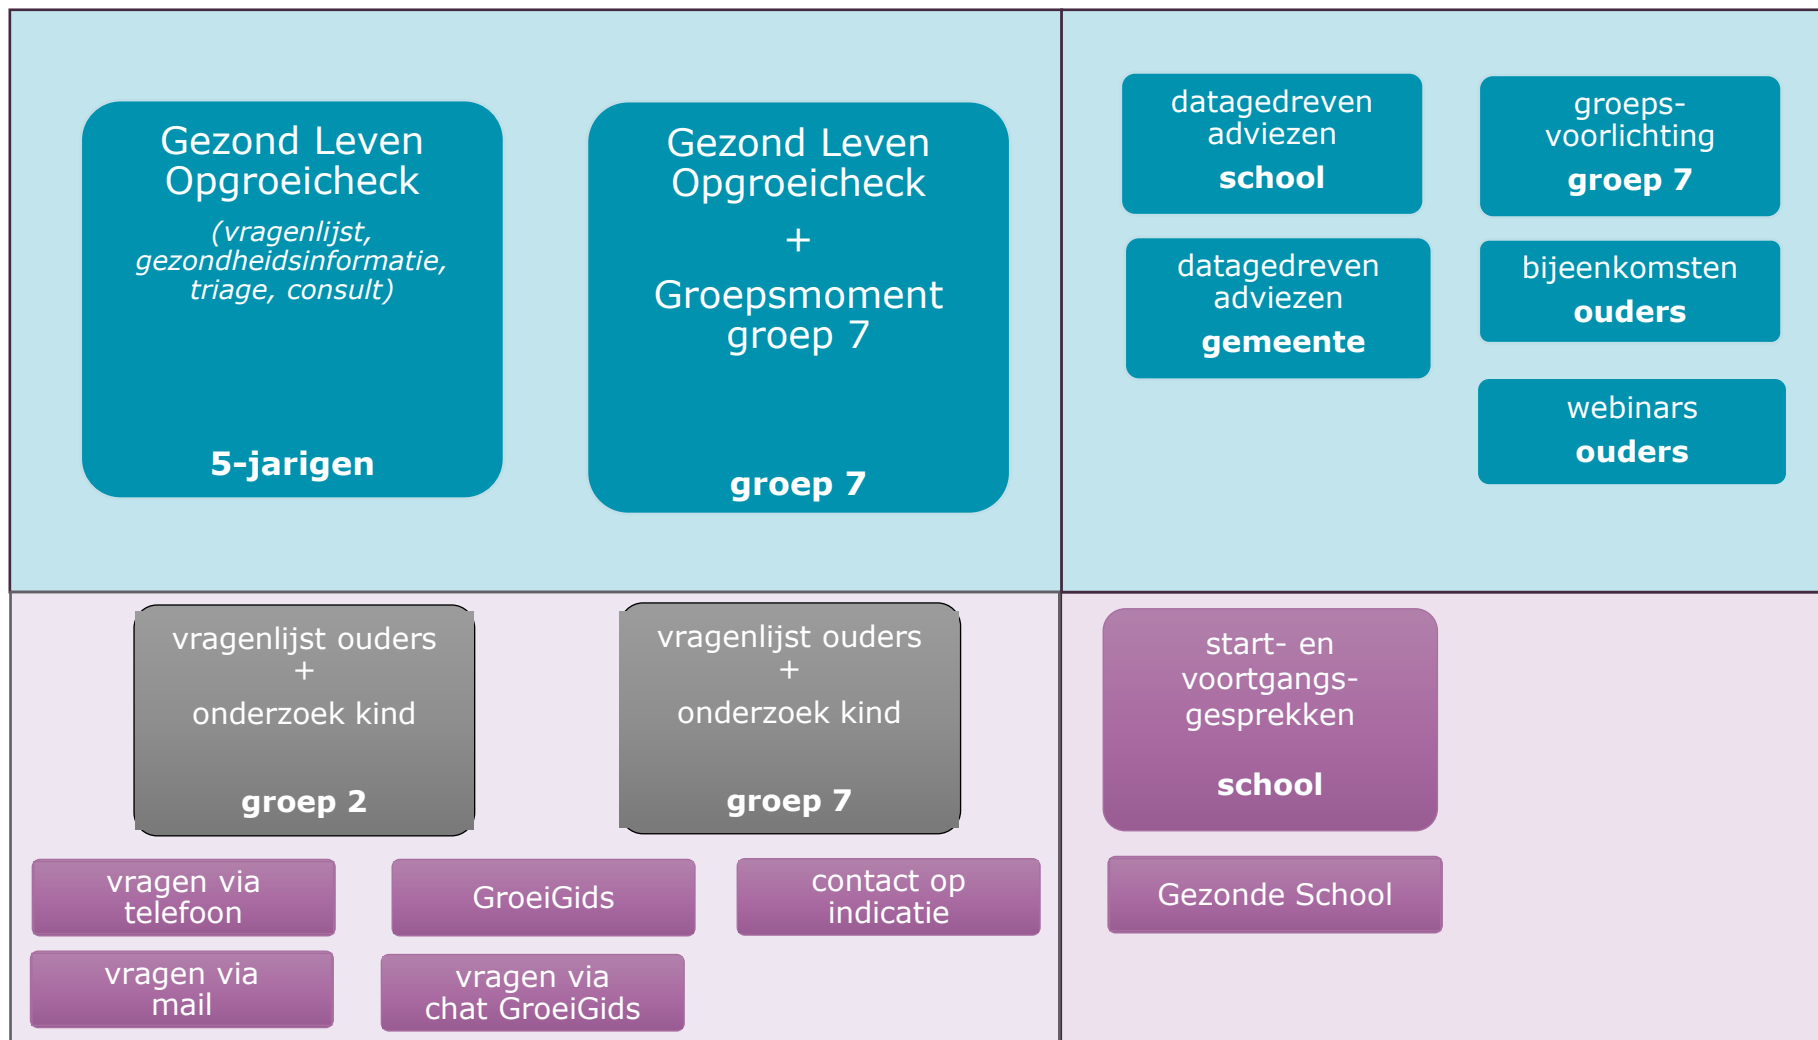 Gezond Leven
Opgroeicheck
(vragenlijst,
gezondheidsinformatie,
triage, consult)
5-jarigen
Gezond Leven
Opgroeicheck
+
Groepsmoment
groep 7
groep 7
datagedreven
adviezen
school
groeps-
voorlichting
groep 7
datagedreven
adviezen
gemeente
bijeenkomsten
ouders
webinars
ouders
vragenlijst ouders
+
onderzoek kind
groep 2
vragenlijst ouders
+
onderzoek kind
groep 7
start- en
voortgangs-
gesprekken
school
vragen via
telefoon
GroeiGids
contact op
indicatie
Gezonde School
vragen via
mail
vragen via
chat GroeiGids